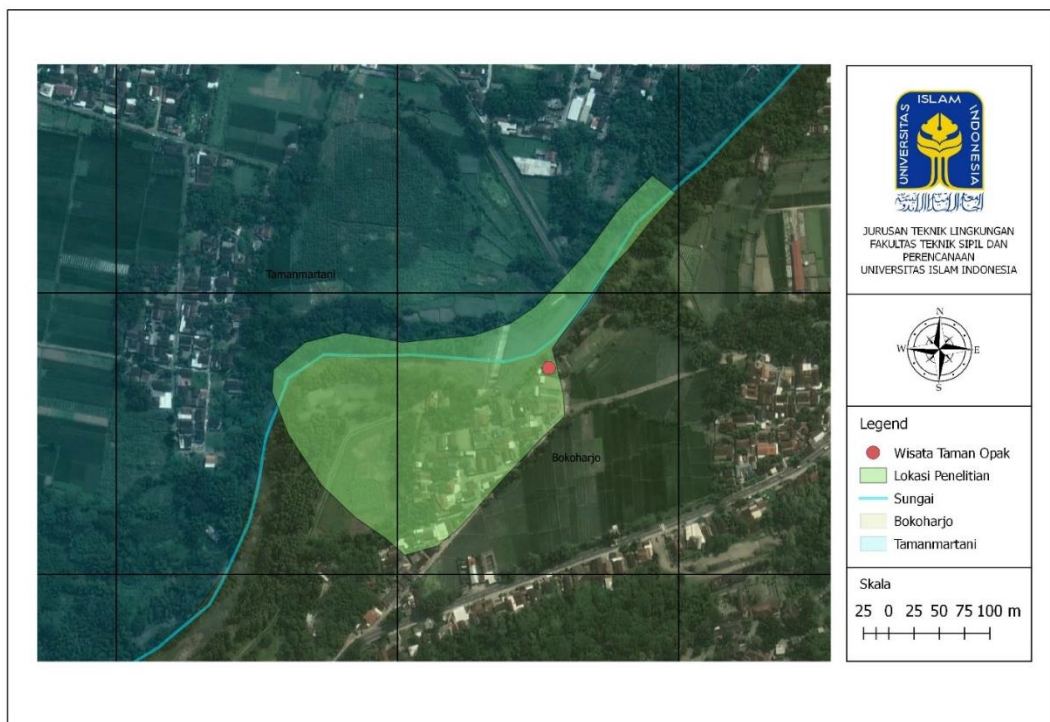 Tamanmartani
Bokoharjo
UNIVERSITAS ISLAM INDONESIA
JURUSAN TEKNIK LINGKUNGAN
FAKULTAS TEKNIK SIPIL DAN
PERENCANAAN
UNIVERSITAS ISLAM INDONESIA
N
W E
S
Legend
Wisata Taman Opak
Lokasi Penelitian
Sungai
Bokoharjo
Tamanmartani
Skala
25 0 25 50 75 100 m